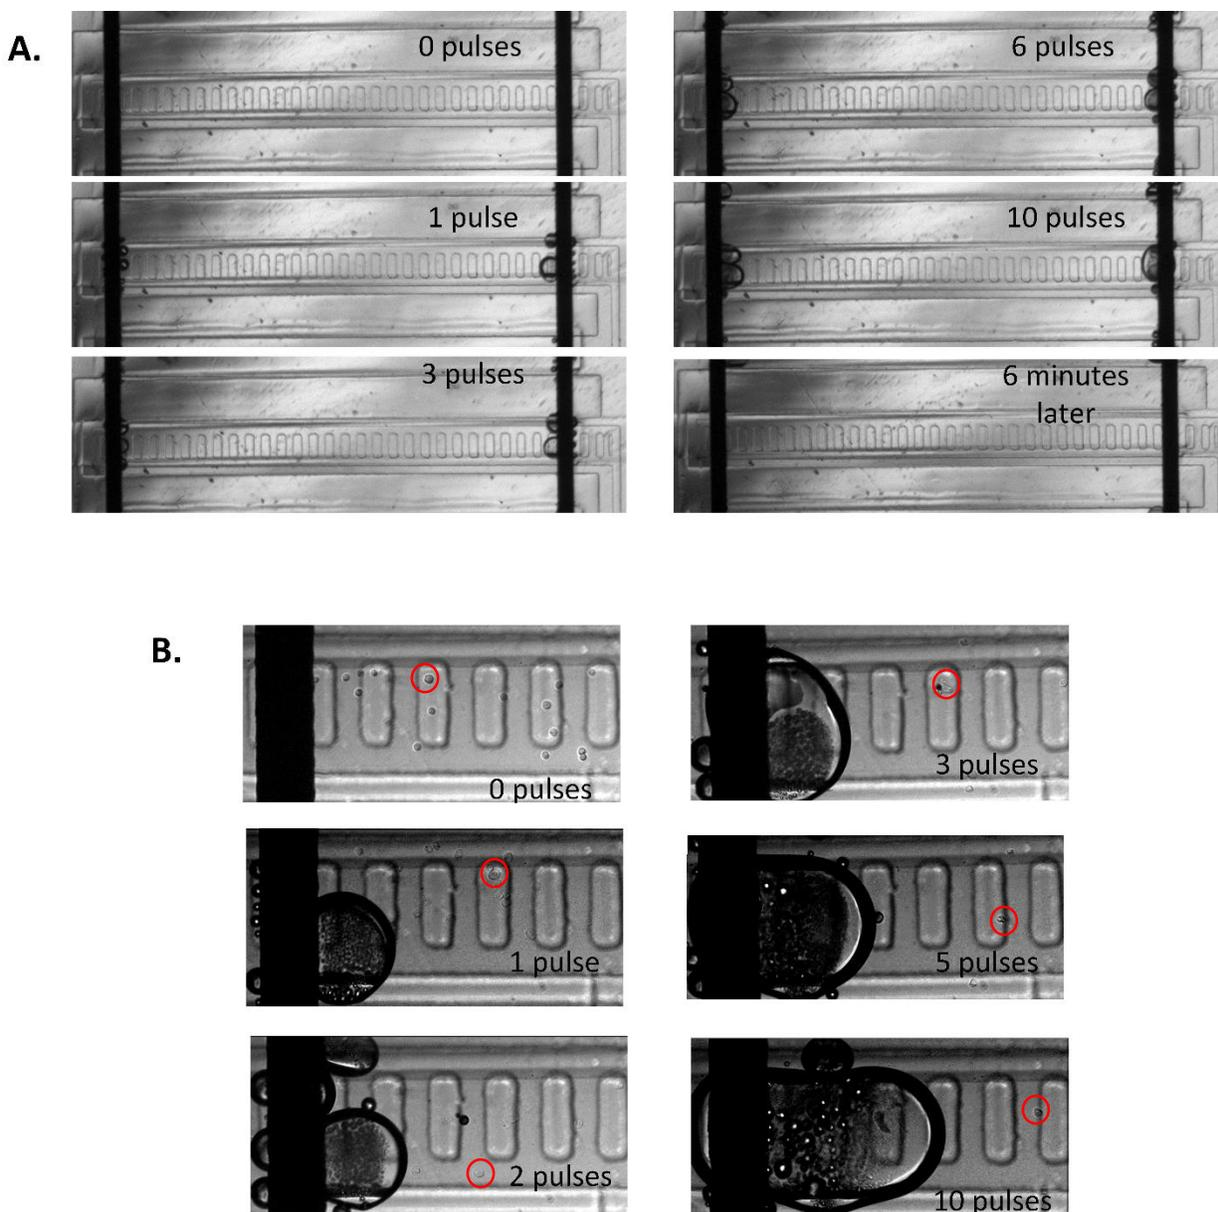 A.
0 pulses
6 pulses
1 pulse
10 pulses
3 pulses
6 minutes
later
B.
0 pulses
3 pulses
1 pulse
5 pulses
2 pulses
10 pulses